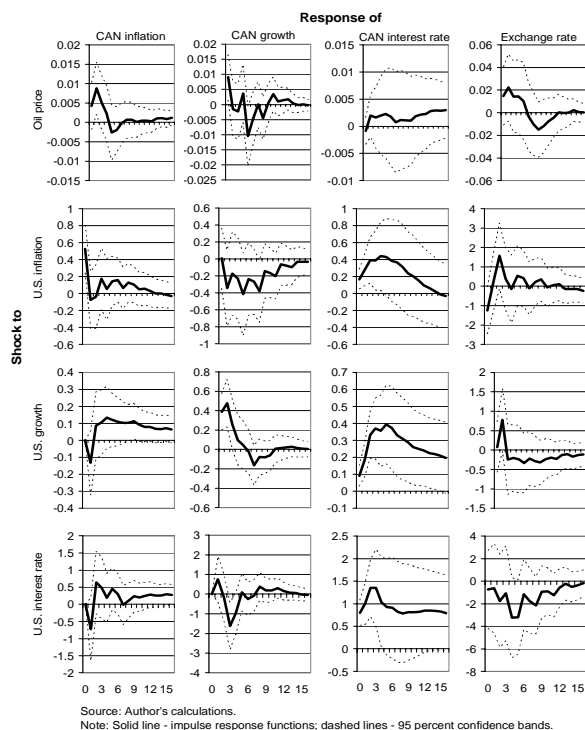 Response of
CAN inflation CAN growth CAN interest rate Exchange rate
Shock to
Oil price
0.02 0.02 0.015 0.06
0.015 0.015 0.01 0.04
0.01 0.01 0.005 0.02
0.005 0.005 0 0
0 0 -0.005 -0.02
-0.005 -0.005 -0.01 -0.04
-0.01 -0.01 -0.06
-0.015 -0.015
-0.02
-0.025
U.S. inflation
1 0.6 1 4
0.8 0.4 0.8 3
0.6 0.2 0.6 2
0.4 0 0.4 1
0.2 -0.2 0.2 0
0 -0.4 0 -1
-0.2 -0.6 -0.2 -2
-0.4 -0.8 -0.4 -3
-0.6 -1 -0.6
U.S. growth
0.4 0.8 0.7 2
0.3 0.6 0.6 1.5
0.2 0.4 0.5 1
0.1 0.2 0.4 0.5
0 0 0.3 0
-0.1 -0.2 0.2 -0.5
-0.2 -0.4 0.1 -1
-0.3 -0.6 0 -1.5
-0.4 -0.1
U.S. interest rate
2 4 2.5 4
1.5 3 2 2
1 2 1.5 0
0.5 1 1 -2
0 0 0.5 -4
-0.5 -1 0 -6
-1 -2 -0.5 -8
-1.5 -3
-2 -4
0 3 6 9 12 15 0 3 6 9 12 15 0 3 6 9 12 15 0 3 6 9 12 15
Source: Author's calculations.
Note: Solid line - impulse response functions; dashed lines - 95 percent confidence bands.